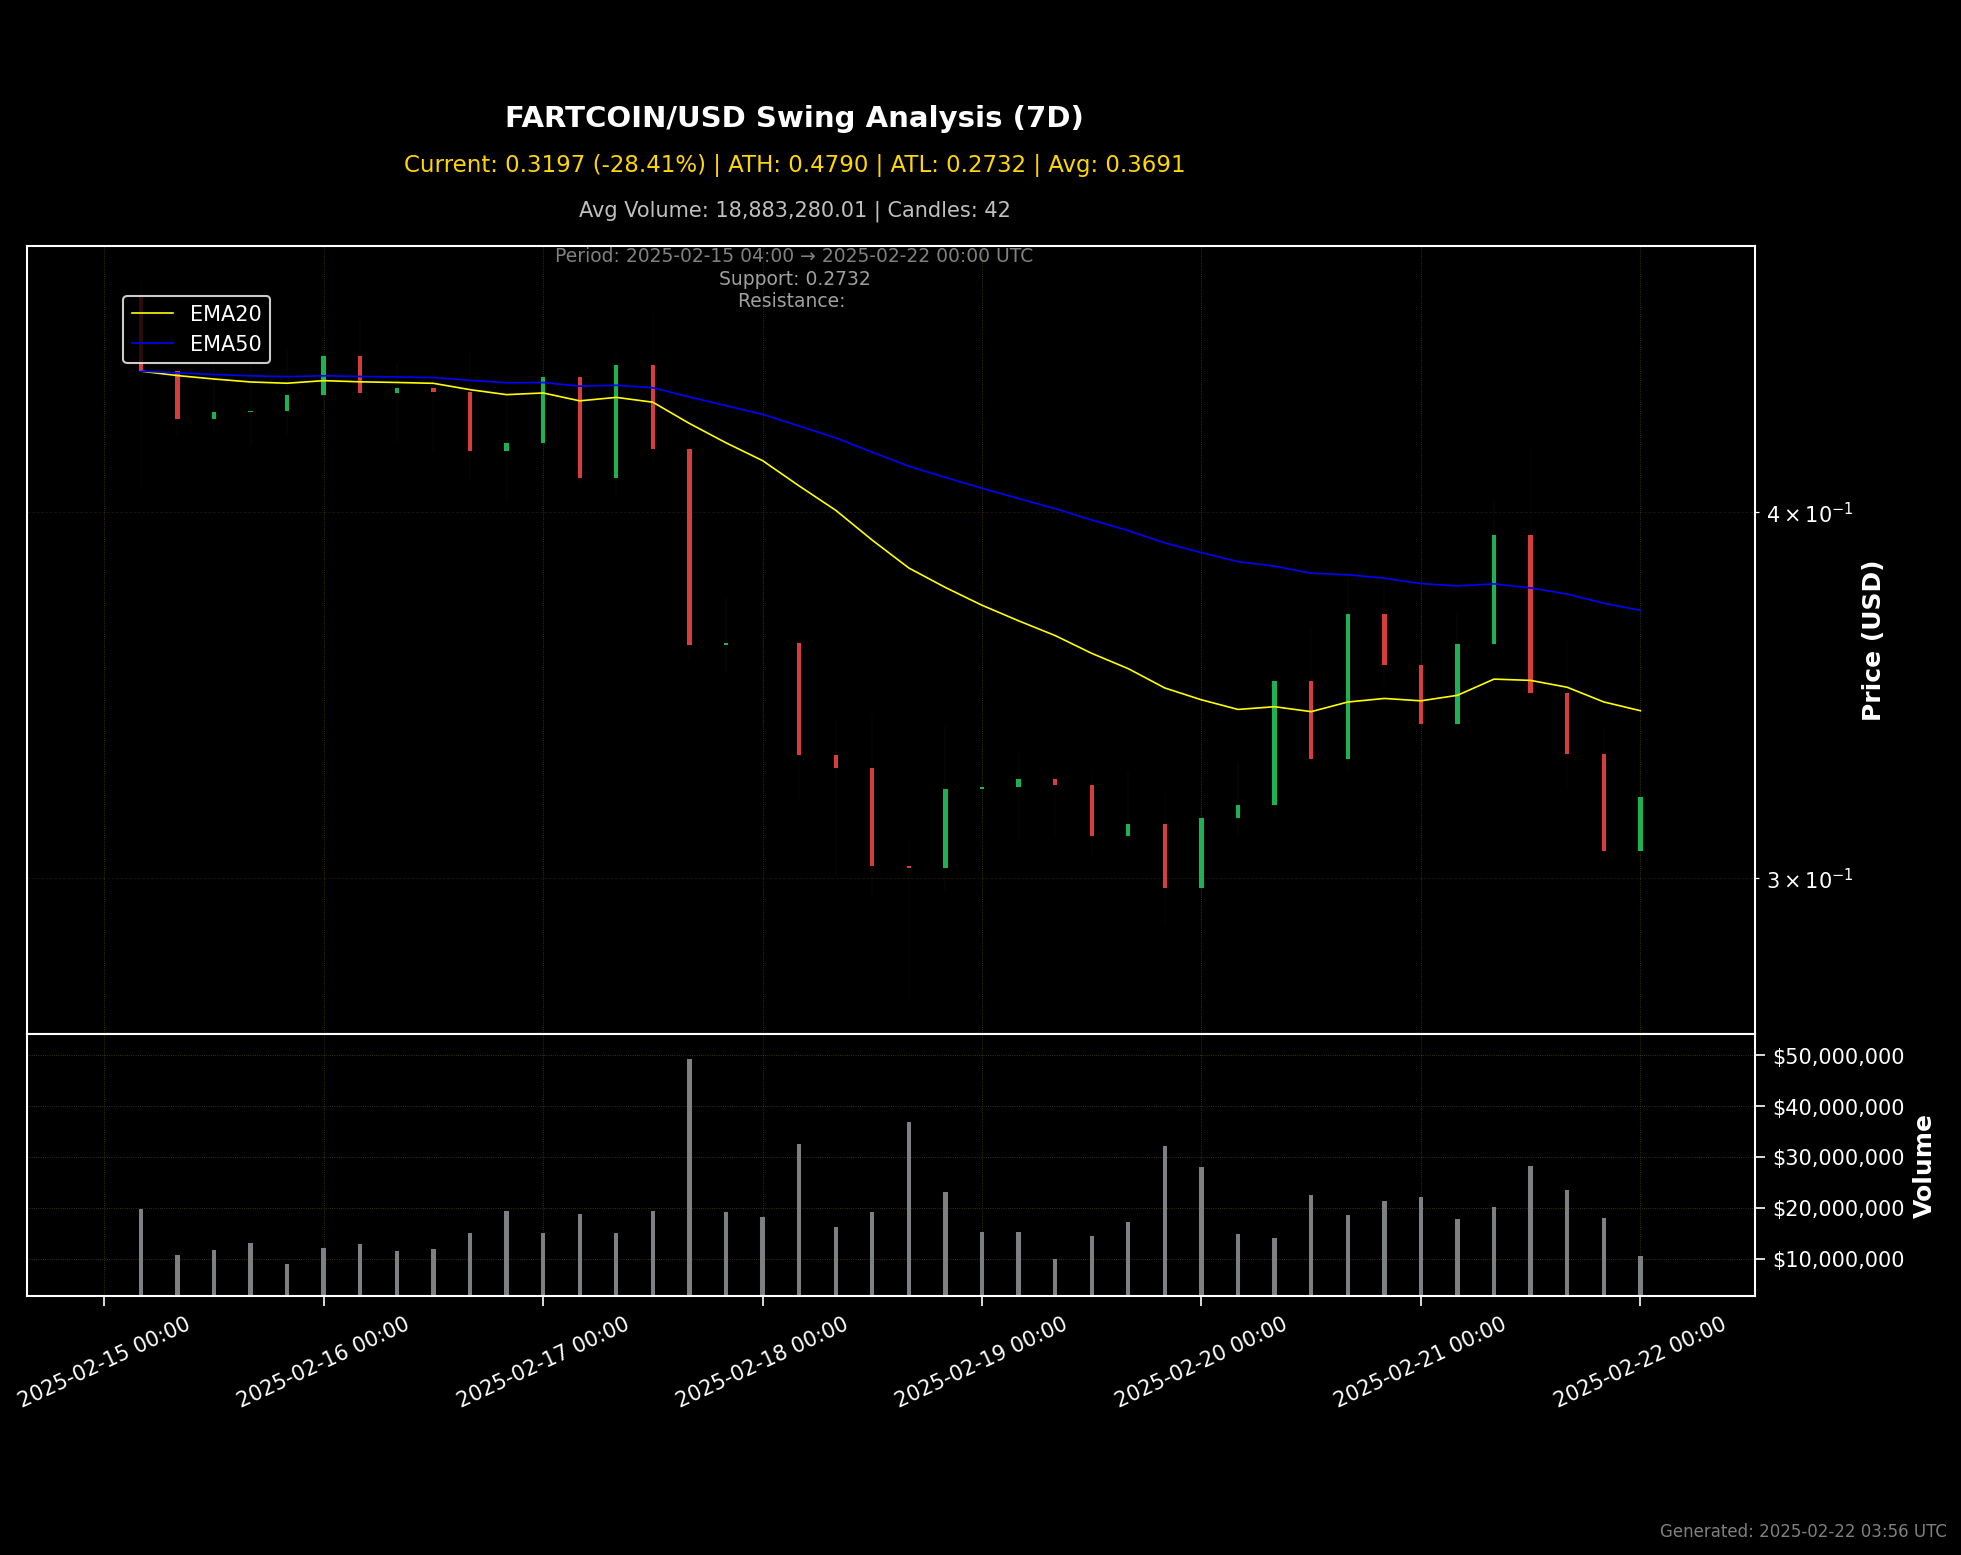 FARTCOIN/USD Swing Analysis (7D)
Current: 0.3197 (-28.41%) | ATH: 0.4790 | ATL: 0.2732 | Avg: 0.3691
Avg Volume: 18,883,280.01 | Candles: 42
Period: 2025-02-15 04:00 → 2025-02-22 00:00 UTC
Support: 0.2732
Resistance:
EMA20
EMA50
4 × 10⁻¹
3 × 10⁻¹
Price (USD)
$50,000,000
$40,000,000
$30,000,000
$20,000,000
$10,000,000
Volume
2025-02-15 00:00
2025-02-16 00:00
2025-02-17 00:00
2025-02-18 00:00
2025-02-19 00:00
2025-02-20 00:00
2025-02-21 00:00
2025-02-22 00:00
Generated: 2025-02-22 03:56 UTC